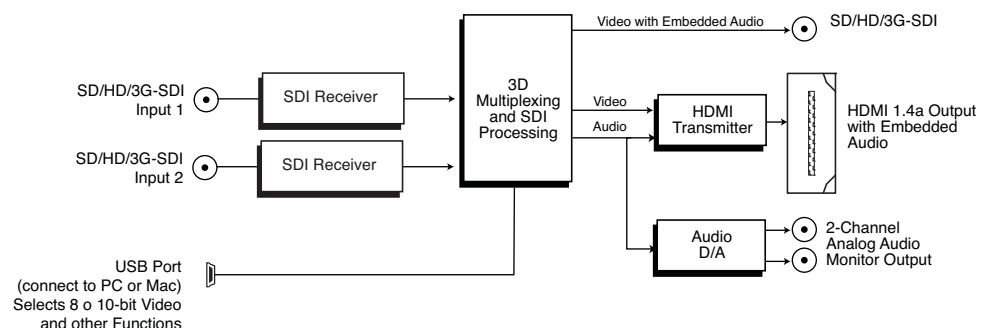 SD/HD/3G-SDI
Input 1
SDI Receiver
SD/HD/3G-SDI
Input 2
SDI Receiver
3D
Multiplexing
and SDI
Processing
Video with Embedded Audio
SD/HD/3G-SDI
Video
Audio
HDMI
Transmitter
HDMI 1.4a Output
with Embedded
Audio
Audio
D/A
2-Channel
Analog Audio
Monitor Output
USB Port
(connect to PC or Mac)
Selects 8 o 10-bit Video
and other Functions